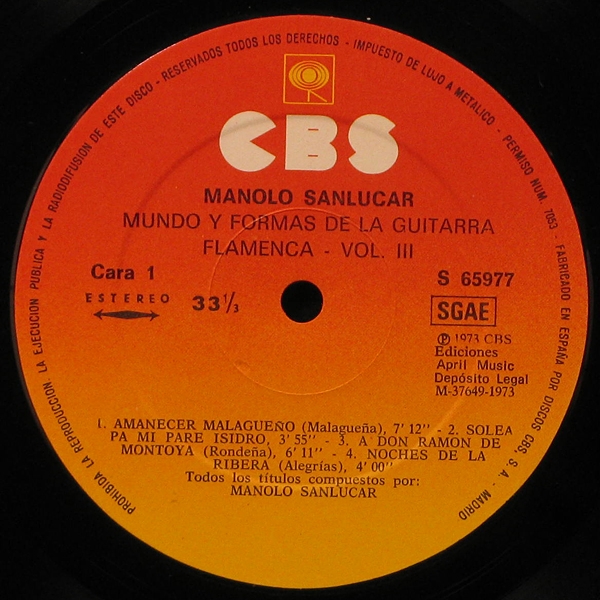 PROHIBIDA LA REPRODUCCION, LA EJECUCION PUBLICA Y LA RADIODIFUSION DE ESTE DISCO - RESERVADOS TODOS LOS DERECHOS - IMPUESTO DE LUJO A METALICO - PERMISO NUM. 7053 - FABRICADO EN ESPAÑA POR DISCOS CBS, S. A. - MADRID
CBS
MANOLO SANLUCAR
MUNDO Y FORMAS DE LA GUITARRA
FLAMENCA - VOL. III
Cara 1
ESTEREO
33 1/3
S 65977
SGAE
Ⓟ 1973 CBS
Ediciones
April Music
Depósito Legal
M-37649-1973
1. AMANECER MALAGUEÑO (Malagueña), 7' 12'' - 2. SOLEA
PA MI PARE ISIDRO, 3' 55'' - 3. A DON RAMON DE
MONTOYA (Rondeña), 6' 11'' - 4. NOCHES DE LA
RIBERA (Alegrías), 4' 00''
Todos los títulos compuestos por:
MANOLO SANLUCAR